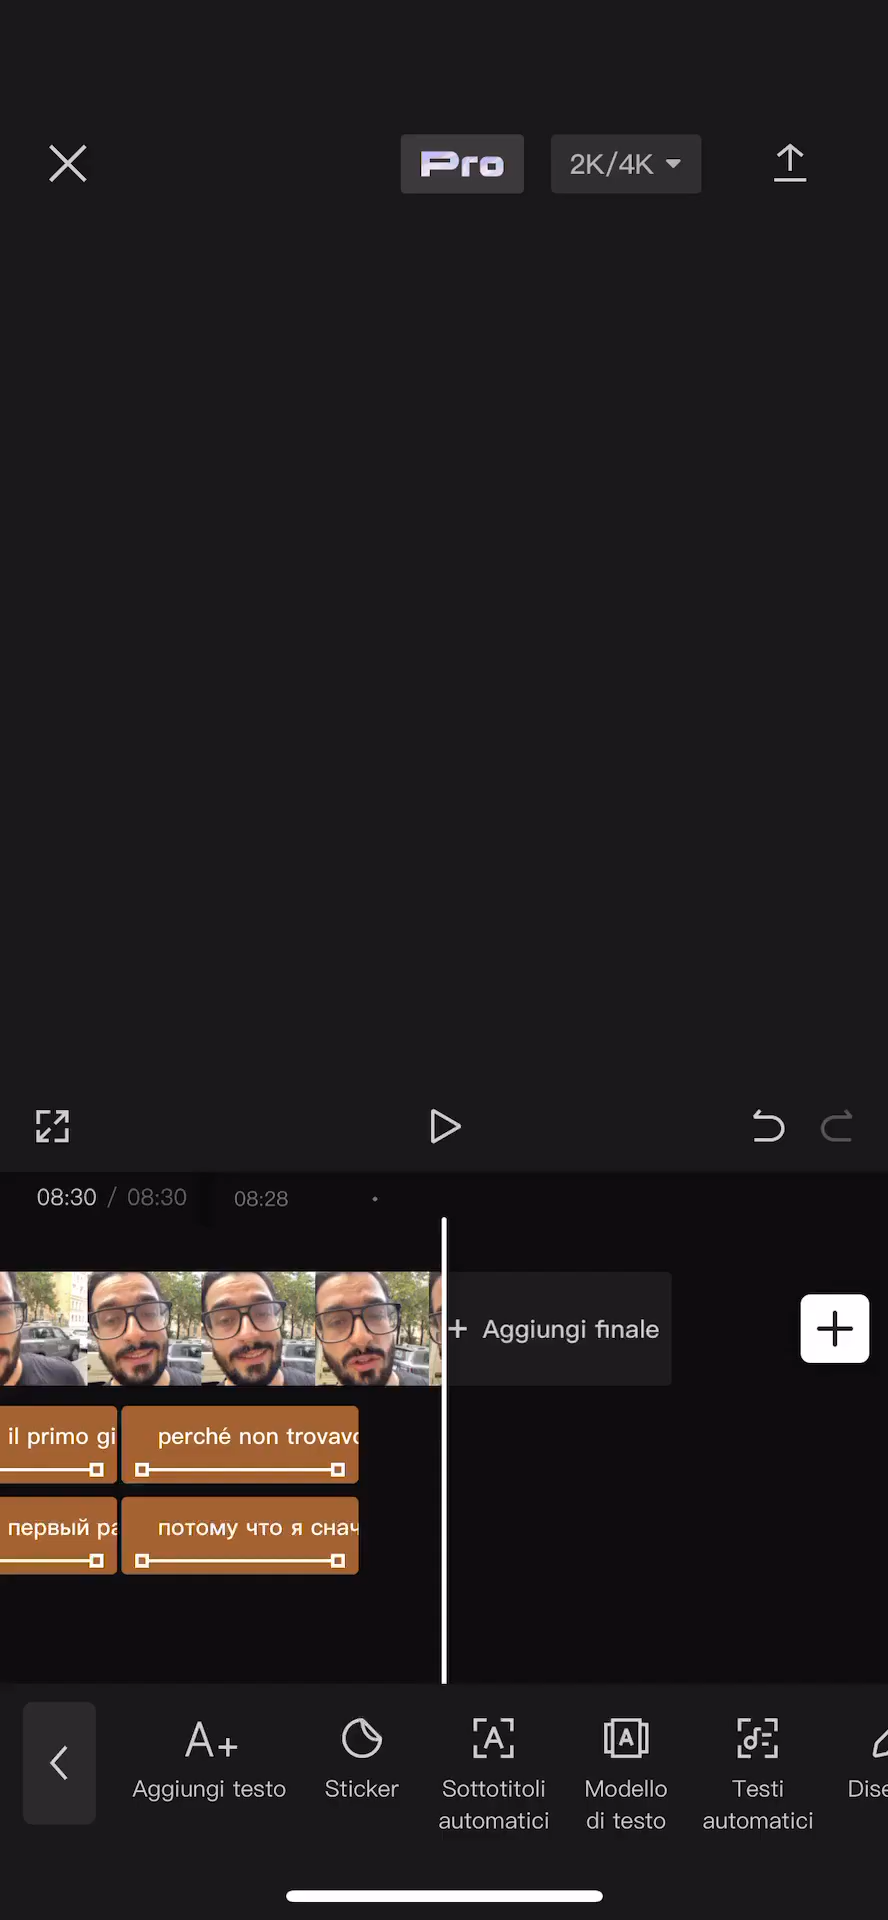 Pro
2K/4K
08:30 / 08:30
08:28
+ Aggiungi finale
il primo gi
perché non trovavo
первый ра
потому что я снач
Aggiungi testo
Sticker
Sottotitoli
automatici
Modello
di testo
Testi
automatici
Dise